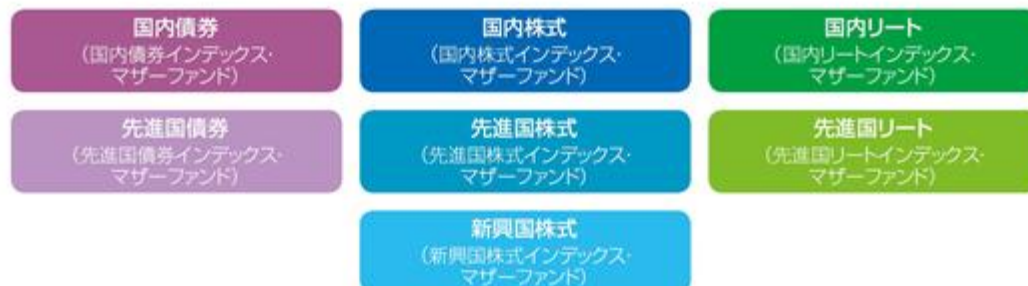 国内債券
(国内債券インデックス・
マザーファンド)
国内株式
(国内株式インデックス・
マザーファンド)
国内リート
(国内リートインデックス・
マザーファンド)
先進国債券
(先進国債券インデックス・
マザーファンド)
先進国株式
(先進国株式インデックス・
マザーファンド)
先進国リート
(先進国リートインデックス・
マザーファンド)
新興国株式
(新興国株式インデックス・
マザーファンド)